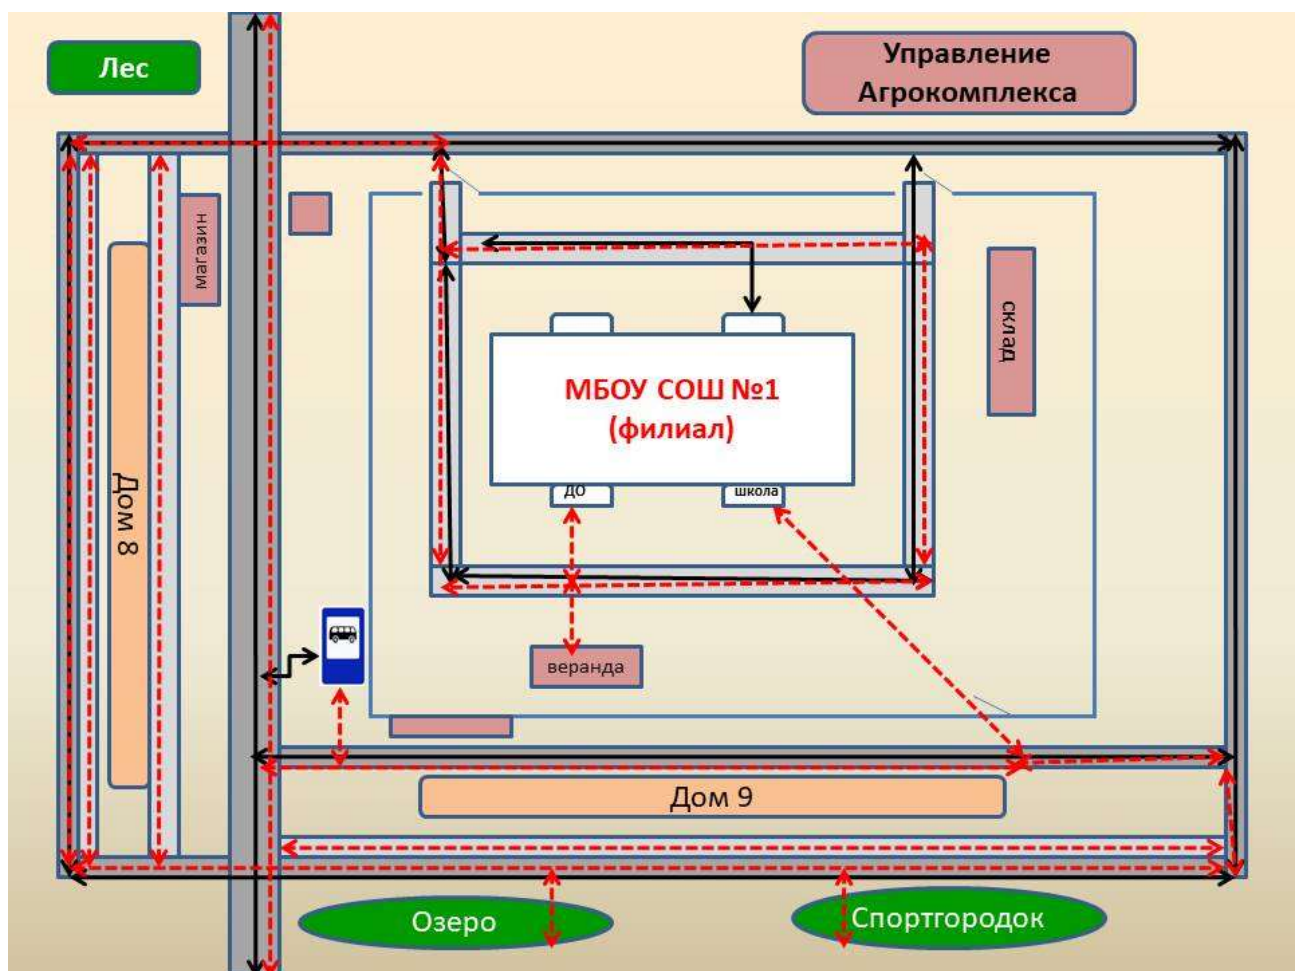 Лес
Управление
Агрокомплекса
магазин
склад
МБОУ СОШ №1
(филиал)
ДО
школа
Дом 8
веранда
Дом 9
Озеро
Спортгородок